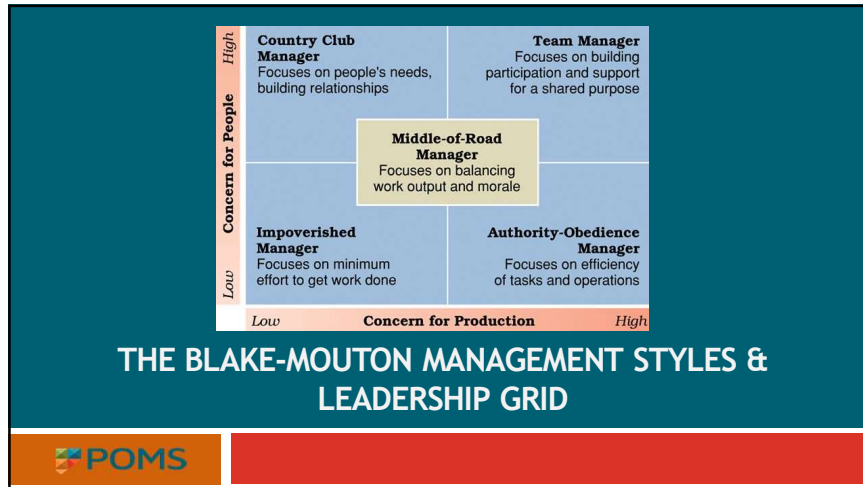 High
Concern for People
Low
Country Club
Manager
Focuses on people's needs,
building relationships
Team Manager
Focuses on building
participation and support
for a shared purpose
Middle-of-Road
Manager
Focuses on balancing
work output and morale
Impoverished
Manager
Focuses on minimum
effort to get work done
Authority-Obedience
Manager
Focuses on efficiency
of tasks and operations
Low Concern for Production High
THE BLAKE-MOUTON MANAGEMENT STYLES &
LEADERSHIP GRID
POMS